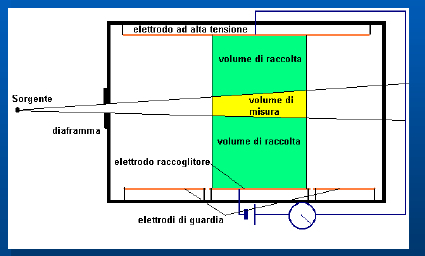 elettrodo ad alta tensione
volume di raccolta
Sorgente
volume di
misura
diaframma
volume di raccolta
elettrodo raccoglitore
elettrodi di guardia